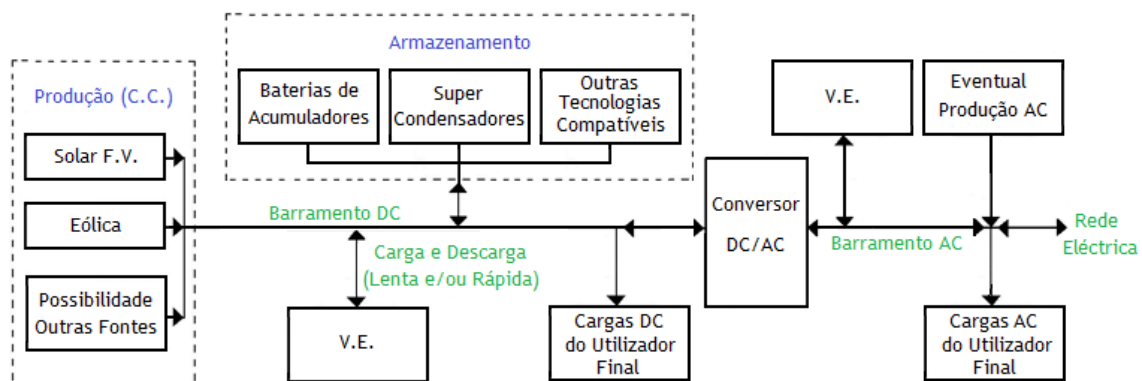 Produção (C.C.)
Solar F.V.
Eólica
Possibilidade
Outras Fontes
Armazenamento
Baterias de
Acumuladores
Super
Condensadores
Outras
Tecnologias
Compatíveis
Barramento DC
Carga e Descarga
(Lenta e/ou Rápida)
V.E.
Cargas DC
do Utilizador
Final
Conversor
DC/AC
V.E.
Eventual
Produção AC
Barramento AC
Rede
Eléctrica
Cargas AC
do Utilizador
Final